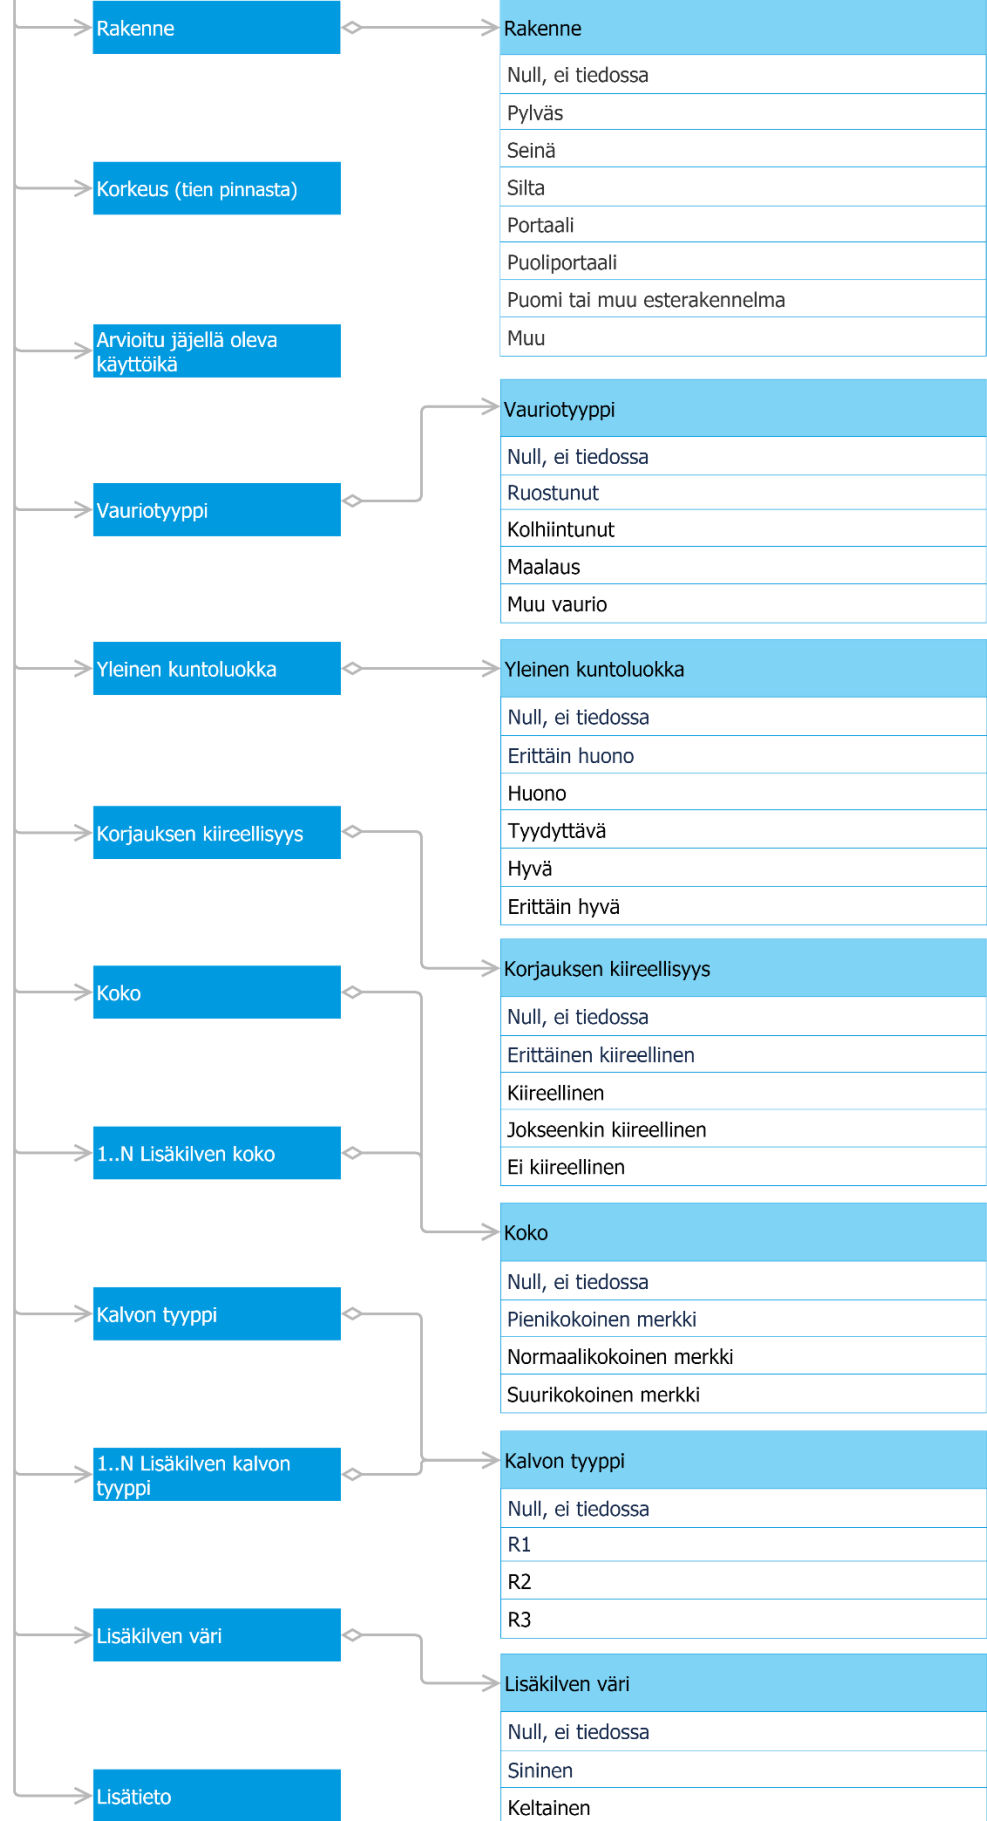 Rakenne
Korkeus (tien pinnasta)
Arvioitu jäjellä oleva
käyttöikä
Vauriotyyppi
Yleinen kuntoluokka
Korjauksen kiireellisyys
Koko
1..N Lisäkilven koko
Kalvon tyyppi
1..N Lisäkilven kalvon
tyyppi
Lisäkilven väri
Lisätieto
Rakenne
Null, ei tiedossa
Pylväs
Seinä
Silta
Portaali
Puoliportaali
Puomi tai muu esterakennelma
Muu
Vauriotyyppi
Null, ei tiedossa
Ruostunut
Kolhiintunut
Maalaus
Muu vaurio
Yleinen kuntoluokka
Null, ei tiedossa
Erittäin huono
Huono
Tyydyttävä
Hyvä
Erittäin hyvä
Korjauksen kiireellisyys
Null, ei tiedossa
Erittäinen kiireellinen
Kiireellinen
Jokseenkin kiireellinen
Ei kiireellinen
Koko
Null, ei tiedossa
Pienikokoinen merkki
Normaalikokoinen merkki
Suurikokoinen merkki
Kalvon tyyppi
Null, ei tiedossa
R1
R2
R3
Lisäkilven väri
Null, ei tiedossa
Sininen
Keltainen